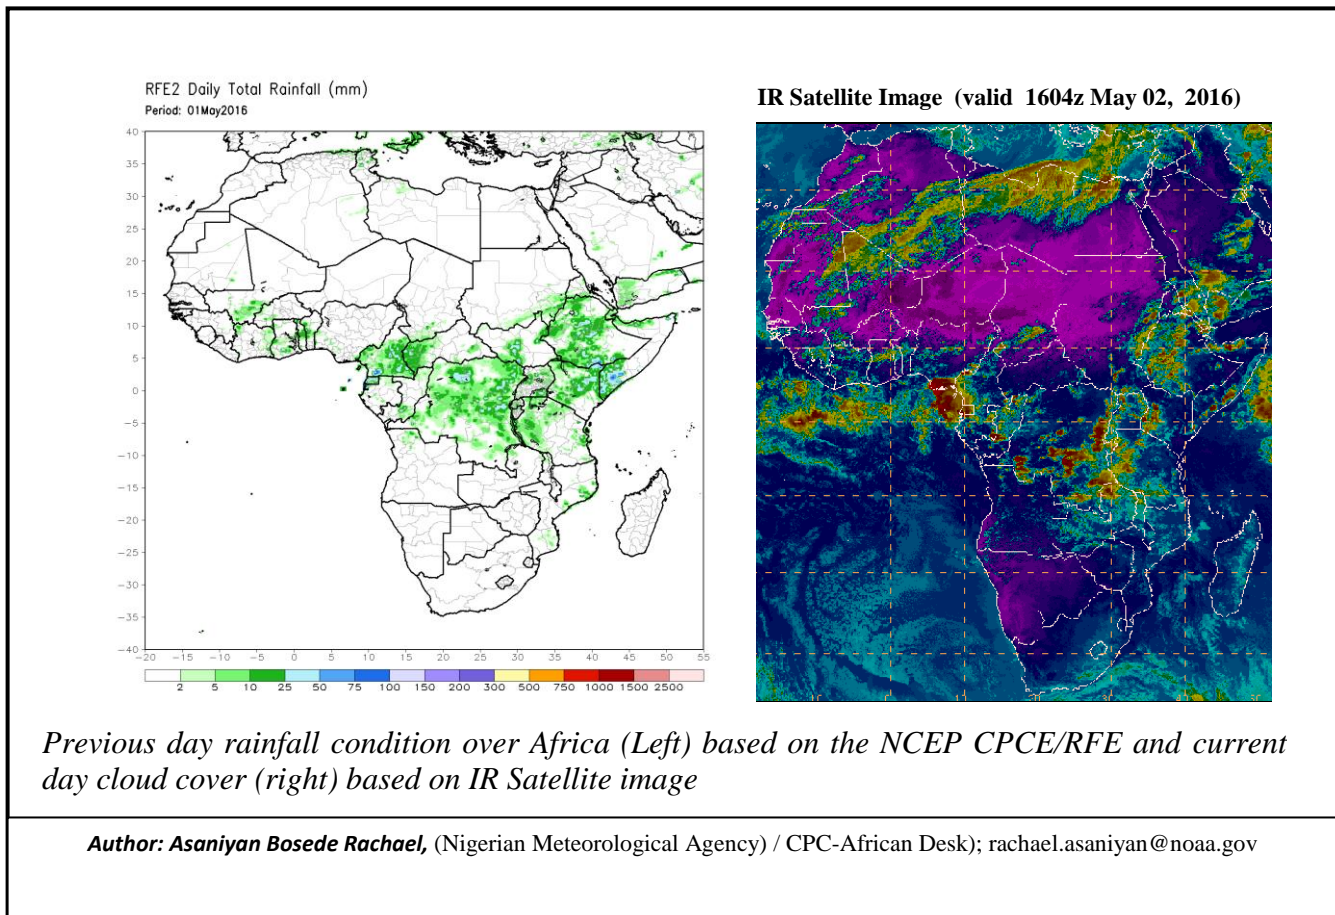 RFE2 Daily Total Rainfall (mm)
Period: 01May2016
40
35
30
25
20
15
10
5
0
−5
−10
−15
−20
−25
−30
−35
−40
−20 −15 −10 −5 0 5 10 15 20 25 30 35 40 45 50 55
2 5 10 25 50 75 100 150 200 300 500 750 1000 1500 2500
IR Satellite Image (valid 1604z May 02, 2016)
Previous day rainfall condition over Africa (Left) based on the NCEP CPCE/RFE and current
day cloud cover (right) based on IR Satellite image
Author: Asaniyan Bosede Rachael, (Nigerian Meteorological Agency) / CPC-African Desk); rachael.asaniyan@noaa.gov